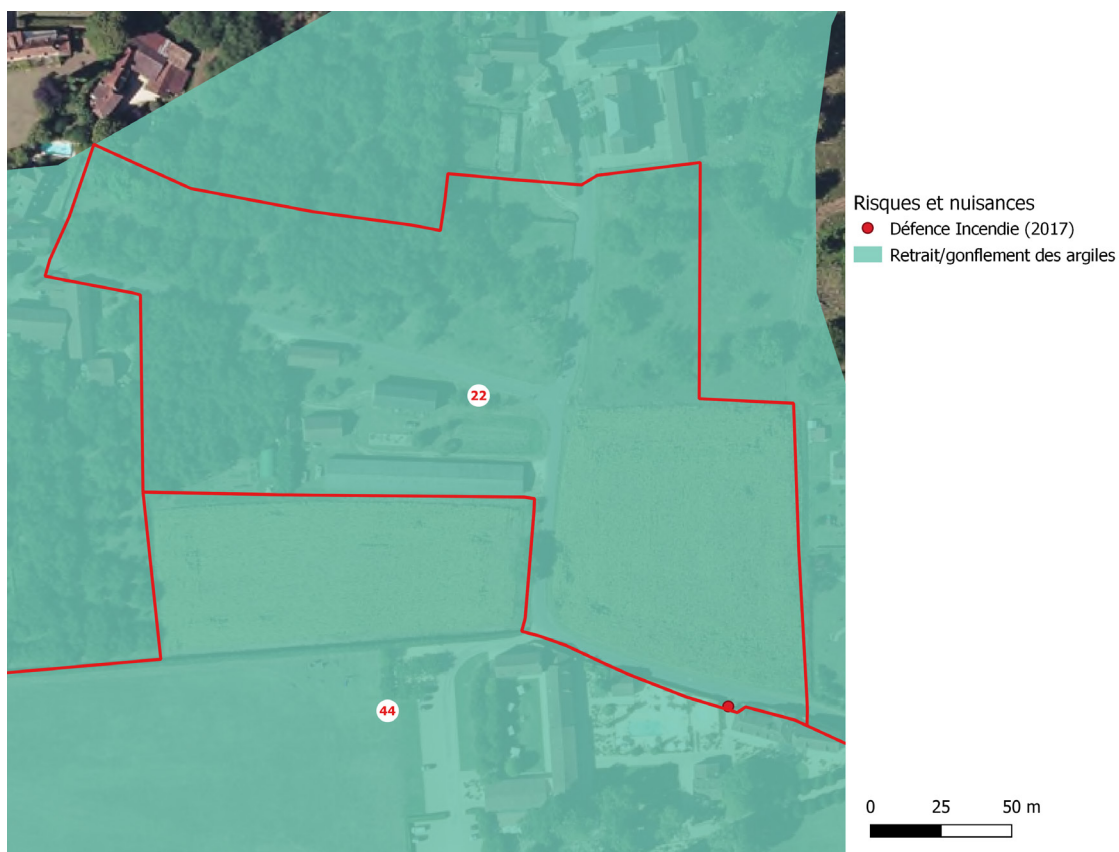 Risques et nuisances
Défence Incendie (2017)
Retrait/gonflement des argiles
22
44
0 25 50 m